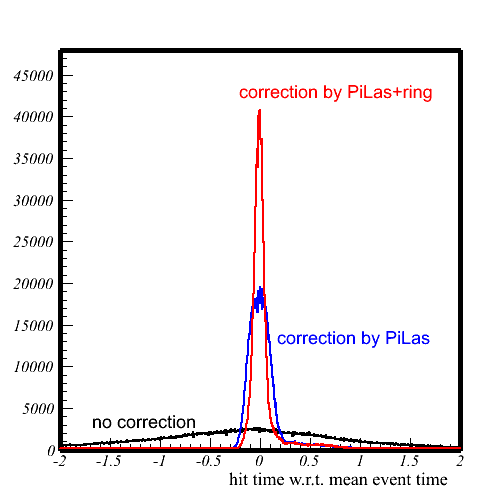 45000
correction by PiLas+ring
40000
35000
30000
25000
20000
15000
correction by PiLas
10000
5000
no correction
0
-2 -1.5 -1 -0.5 0 0.5 1 1.5 2
hit time w.r.t. mean event time